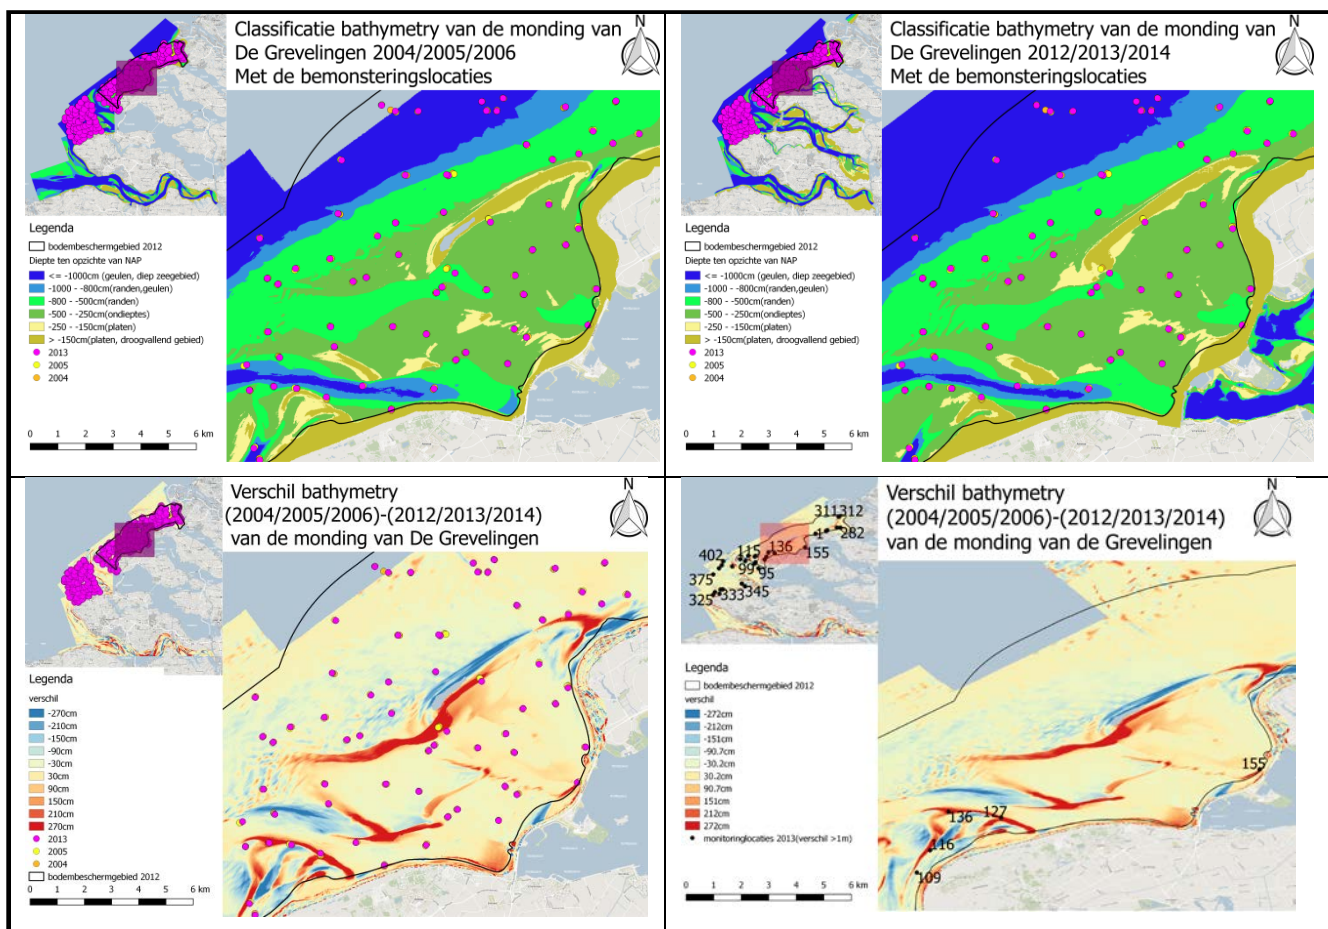 Classificatie bathymetry van de monding van
De Grevelingen 2004/2005/2006
Met de bemonsteringslocaties
N
Legenda
bodembeschermgebied 2012
Diepte ten opzichte van NAP
<= -1000cm (geulen, diep zeegebied)
-1000 - -800cm(randen,geulen)
-800 - -500cm(randen)
-500 - -250cm(ondieptes)
-250 - -150cm(platen)
> -150cm(platen, droogvallend gebied)
2013
2005
2004
0 1 2 3 4 5 6 km
Classificatie bathymetry van de monding van
De Grevelingen 2012/2013/2014
Met de bemonsteringslocaties
N
Legenda
bodembeschermgebied 2012
Diepte ten opzichte van NAP
<= -1000cm (geulen, diep zeegebied)
-1000 - -800cm(randen,geulen)
-800 - -500cm(randen)
-500 - -250cm(ondieptes)
-250 - -150cm(platen)
> -150cm(platen, droogvallend gebied)
2013
2005
2004
0 1 2 3 4 5 6 km
Verschil bathymetry
(2004/2005/2006)-(2012/2013/2014)
van de monding van De Grevelingen
N
Legenda
verschil
-270cm
-210cm
-150cm
-90cm
-30cm
30cm
90cm
150cm
210cm
270cm
2013
2005
2004
bodembeschermgebied 2012
0 1 2 3 4 5 6 km
Verschil bathymetry
(2004/2005/2006)-(2012/2013/2014)
van de monding van de Grevelingen
N
311 312
1 282
136
155
402 115
99 95
375
333 345
325
Legenda
bodembeschermgebied 2012
verschil
-272cm
-212cm
-151cm
-90.7cm
-30.2cm
30.2cm
90.7cm
151cm
212cm
272cm
monitoringlocaties 2013(verschil >1m)
0 1 2 3 4 5 6 km
155
136 127
116
109